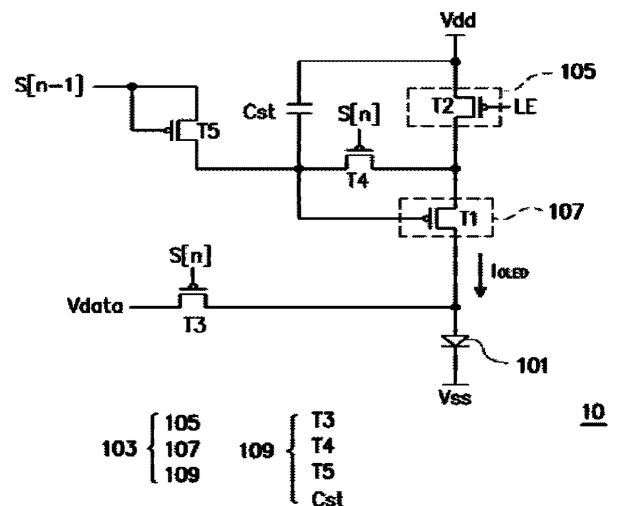 Vdd
S[n-1]
105
Cst
S[n]
T2
LE
T5
T4
T1
107
S[n]
I_OLED
Vdata
T3
101
Vss
10
103 { 105 107 109
109 { T3 T4 T5 Cst